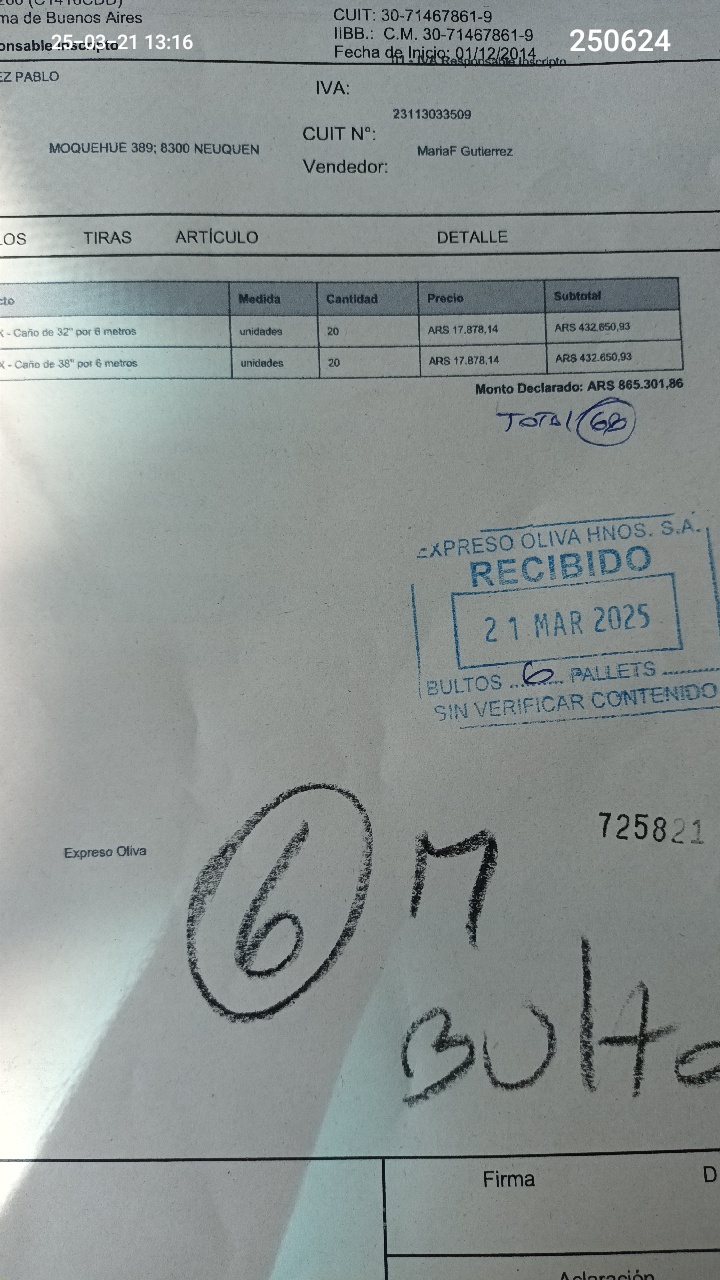 ma de Buenos Aires
CUIT: 30-71467861-9
IIBB.: C.M. 30-71467861-9
Fecha de Inicio: 01/12/2014
onsable Inscripto
25-03-21 13:16
250624
01 - IVA Responsable Inscripto
EZ PABLO
IVA:
23113033509
CUIT N°:
MOQUEHUE 389; 8300 NEUQUEN
MariaF Gutierrez
Vendedor:
LOS TIRAS ARTÍCULO DETALLE
cto Medida Cantidad Precio Subtotal
X - Caño de 32" por 6 metros unidades 20 ARS 17.878,14 ARS 432.650,93
X - Caño de 38" por 6 metros unidades 20 ARS 17.878,14 ARS 432.650,93
Monto Declarado: ARS 865.301,86
TOTAL
EXPRESO OLIVA HNOS. S.A.
RECIBIDO
21 MAR 2025
BULTOS 6 PALLETS
SIN VERIFICAR CONTENIDO
725821
Expreso Oliva
6 M
Bulto
Firma D
Aclaración